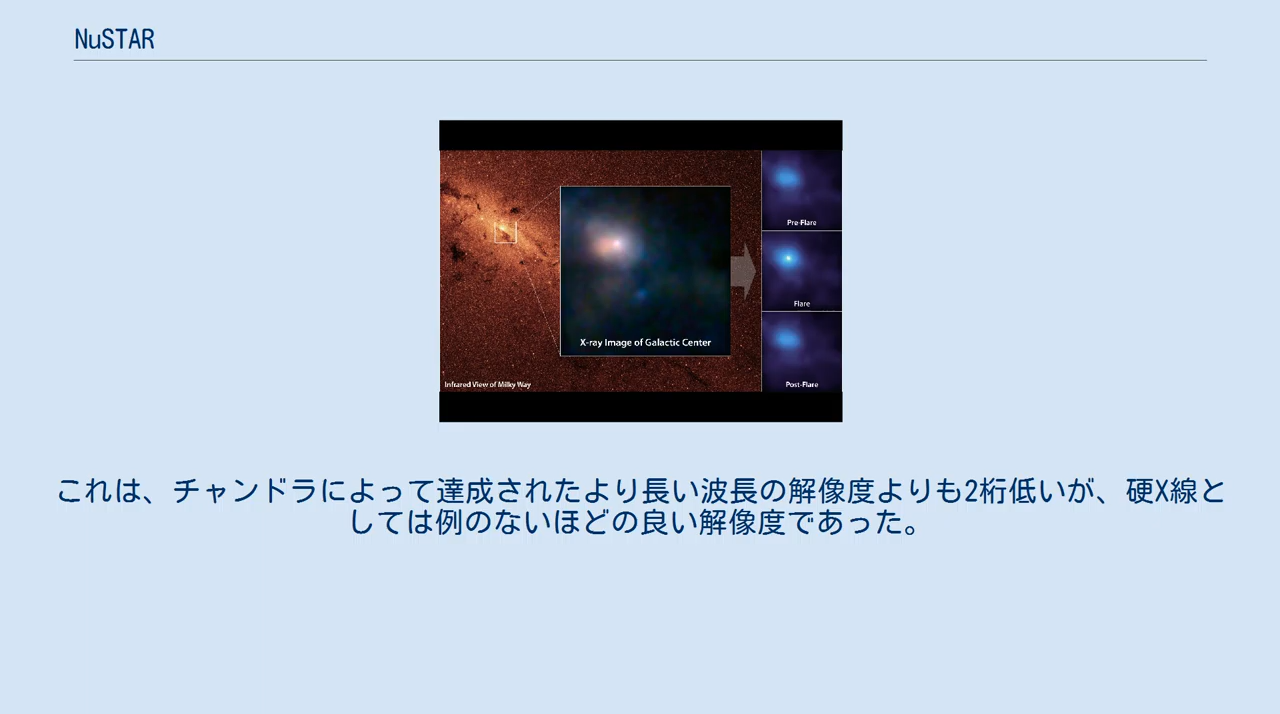 NuSTAR
Pre-Flare
Flare
X-ray Image of Galactic Center
Infrared View of Milky Way
Post-Flare
これは、チャンドラによって達成されたより長い波長の解像度よりも2桁低いが、硬X線と
しては例のないほどの良い解像度であった。